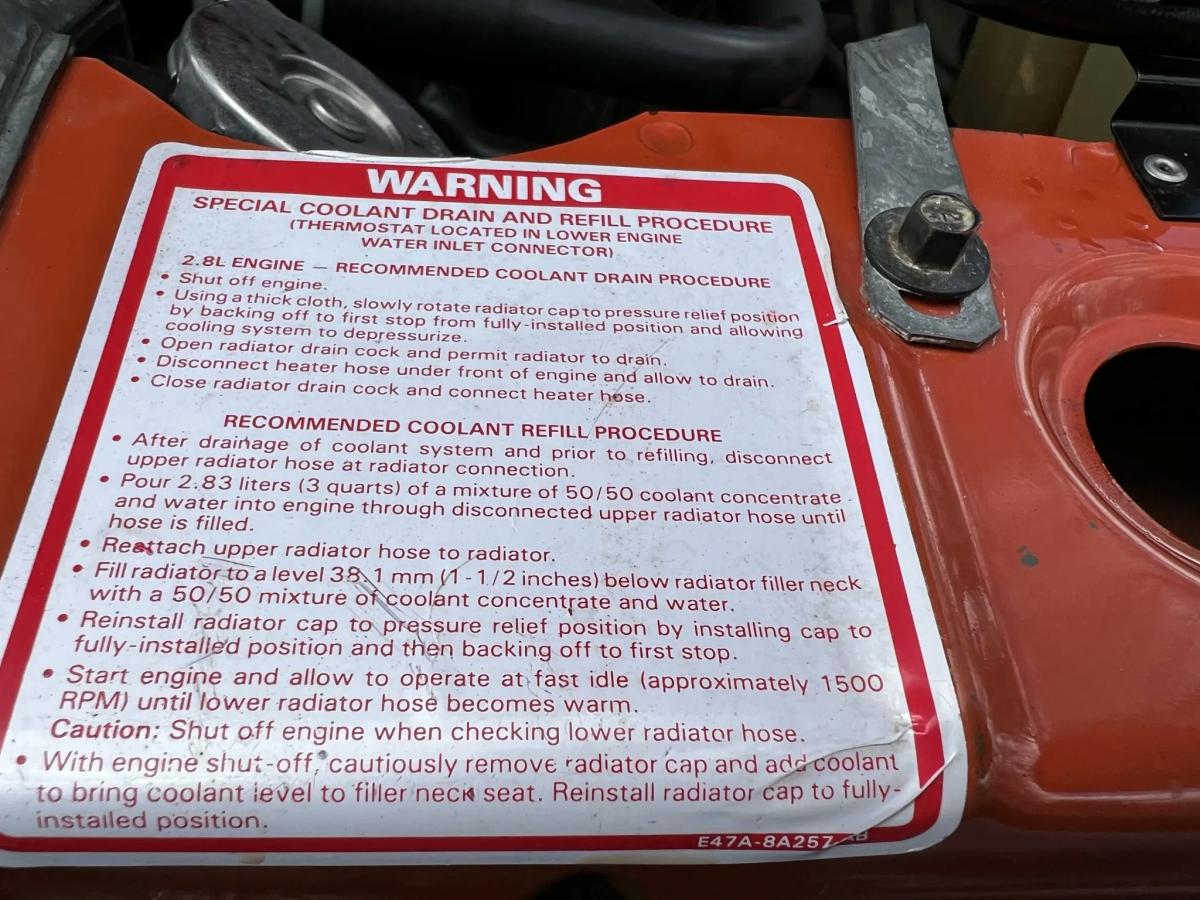 WARNING
SPECIAL COOLANT DRAIN AND REFILL PROCEDURE
(THERMOSTAT LOCATED IN LOWER ENGINE
WATER INLET CONNECTOR)
2.8L ENGINE — RECOMMENDED COOLANT DRAIN PROCEDURE
• Shut off engine.
• Using a thick cloth, slowly rotate radiator cap to pressure relief position
by backing off to first stop from fully-installed position and allowing
cooling system to depressurize.
• Open radiator drain cock and permit radiator to drain.
• Disconnect heater hose under front of engine and allow to drain.
• Close radiator drain cock and connect heater hose.
RECOMMENDED COOLANT REFILL PROCEDURE
• After drainage of coolant system and prior to refilling, disconnect
upper radiator hose at radiator connection.
• Pour 2.83 liters (3 quarts) of a mixture of 50/50 coolant concentrate
and water into engine through disconnected upper radiator hose until
hose is filled.
• Reattach upper radiator hose to radiator.
• Fill radiator to a level 38.1 mm (1-1/2 inches) below radiator filler neck
with a 50/50 mixture of coolant concentrate and water.
• Reinstall radiator cap to pressure relief position by installing cap to
fully-installed position and then backing off to first stop.
• Start engine and allow to operate at fast idle (approximately 1500
RPM) until lower radiator hose becomes warm.
Caution: Shut off engine when checking lower radiator hose.
• With engine shut-off, cautiously remove radiator cap and add coolant
to bring coolant level to filler neck seat. Reinstall radiator cap to fully-
installed position.
E47A-8A257-AB